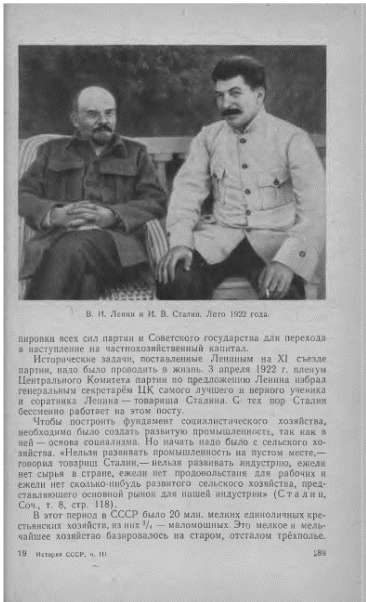 В. И. Ленин и И. В. Сталин. Лето 1922 года.
пировки всех сил партии и Советского государства для перехода
в наступление на частнохозяйственный капитал.
Исторические задачи, поставленные Лениным на XI съезде
партии, надо было проводить в жизнь. 3 апреля 1922 г. пленум
Центрального Комитета партии по предложению Ленина избрал
генеральным секретарём ЦК самого лучшего и верного ученика
и соратника Ленина — товарища Сталина. С тех пор Сталин
бессменно работает на этом посту.
Чтобы построить фундамент социалистического хозяйства,
необходимо было создать развитую промышленность, так как в
ней — основа социализма. Но начать надо было с сельского хо-
зяйства. «Нельзя развивать промышленность на пустом месте,—
говорил товарищ Сталин,— нельзя развивать индустрию, ежели
нет сырья в стране, ежели нет продовольствия для рабочих и
ежели нет сколько-нибудь развитого сельского хозяйства, пред-
ставляющего основной рынок для нашей индустрии» (Сталин,
Соч., т. 8, стр. 118).
В этот период в СССР было 20 млн. мелких единоличных кре-
стьянских хозяйств, из них 3/4 — маломощных. Это мелкое и мель-
чайшее хозяйство базировалось на старом, отсталом трёхполье.
19 История СССР, ч. III 289